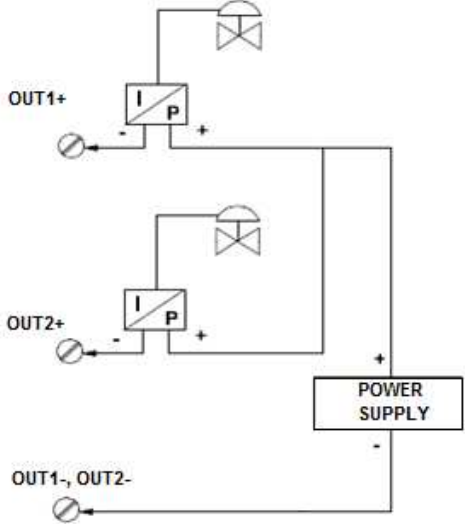 OUT1+
I
P
- +
OUT2+
I
P
- +
+
POWER
SUPPLY
-
OUT1-, OUT2-